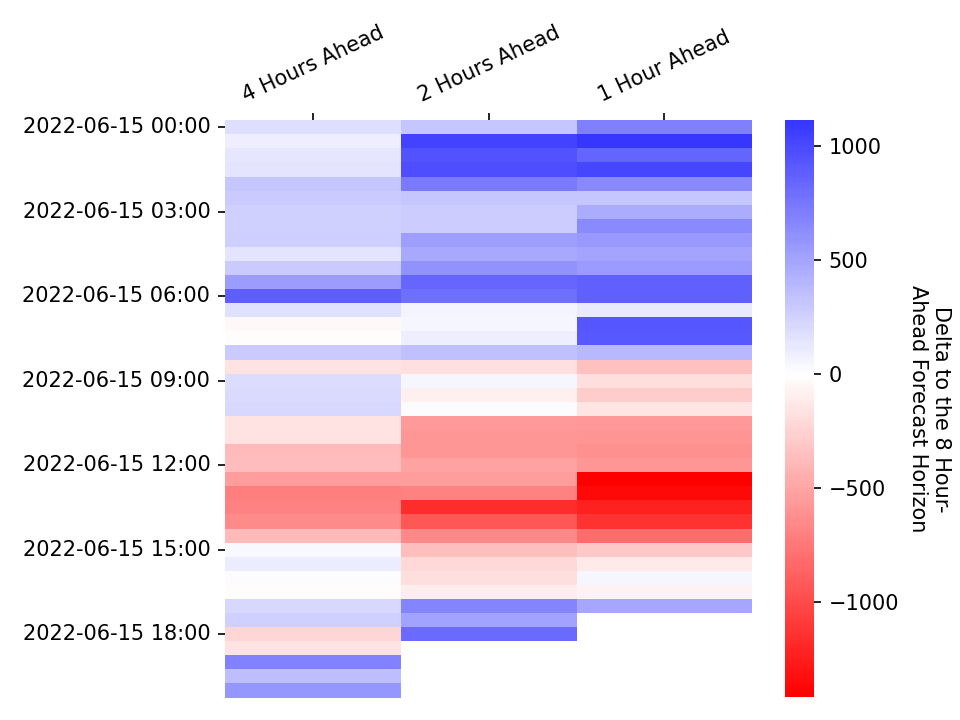 4 Hours Ahead
2 Hours Ahead
1 Hour Ahead
2022-06-15 00:00
2022-06-15 03:00
2022-06-15 06:00
2022-06-15 09:00
2022-06-15 12:00
2022-06-15 15:00
2022-06-15 18:00
1000
500
0
−500
−1000
Delta to the 8 Hour-
Ahead Forecast Horizon